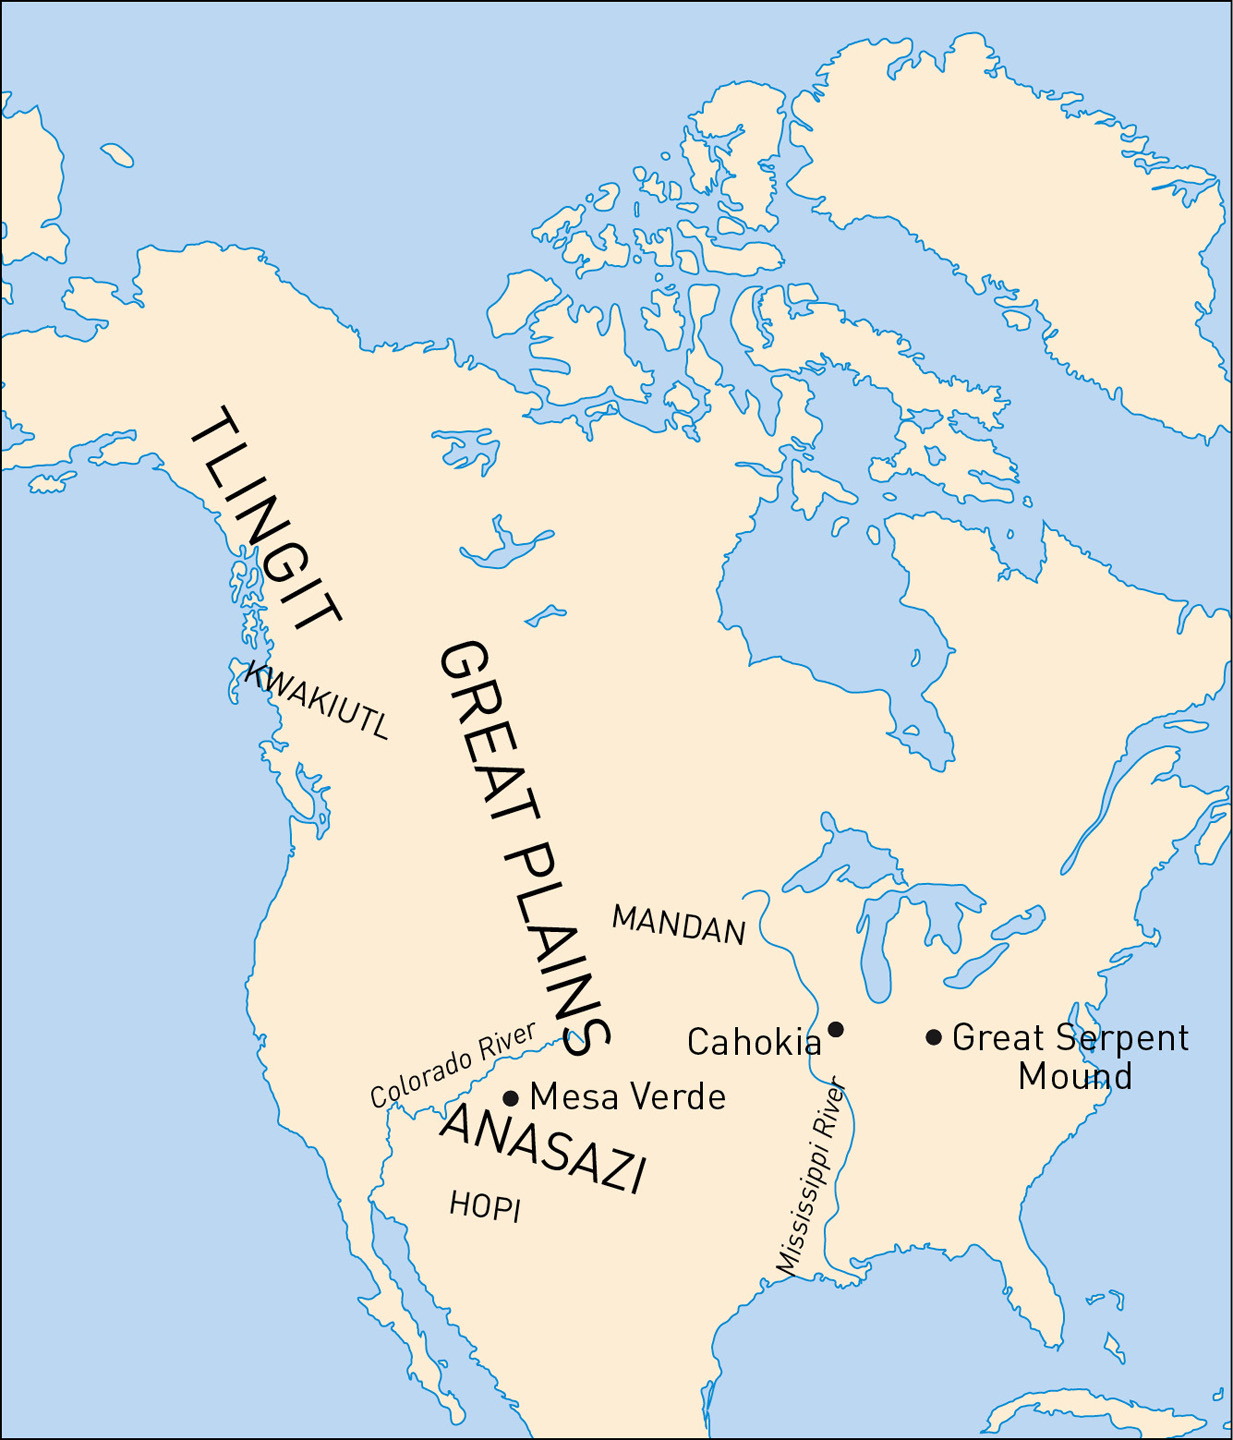 TLINGIT
KWAKIUTL
GREAT PLAINS
MANDAN
Cahokia
Great Serpent
Mound
Colorado River
Mesa Verde
ANASAZI
HOPI
Mississippi River